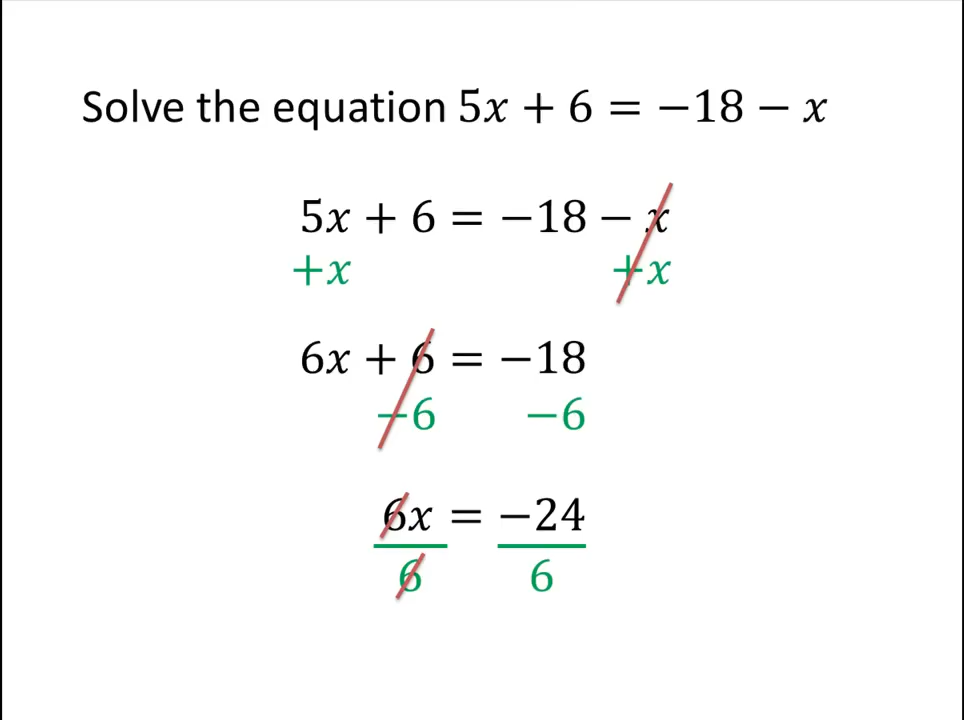 Solve the equation 5x + 6 = −18 − x
5x + 6 = −18 − x
+x +x
6x + 6 = −18
−6 −6
6x = −24
6 6